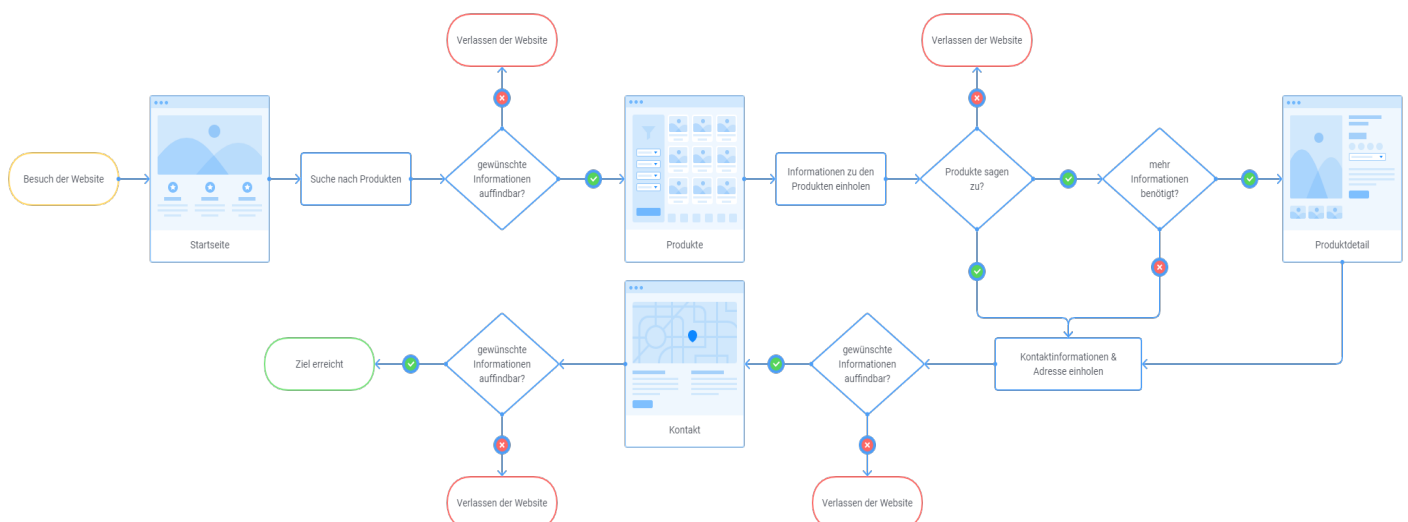 Verlassen der Website
Verlassen der Website
Besuch der Website
Startseite
Suche nach Produkten
gewünschte
Informationen
auffindbar?
Produkte
Informationen zu den
Produkten einholen
Produkte sagen
zu?
mehr
Informationen
benötigt?
Produktdetail
Ziel erreicht
gewünschte
Informationen
auffindbar?
Kontakt
gewünschte
Informationen
auffindbar?
Kontaktinformationen &
Adresse einholen
Verlassen der Website
Verlassen der Website